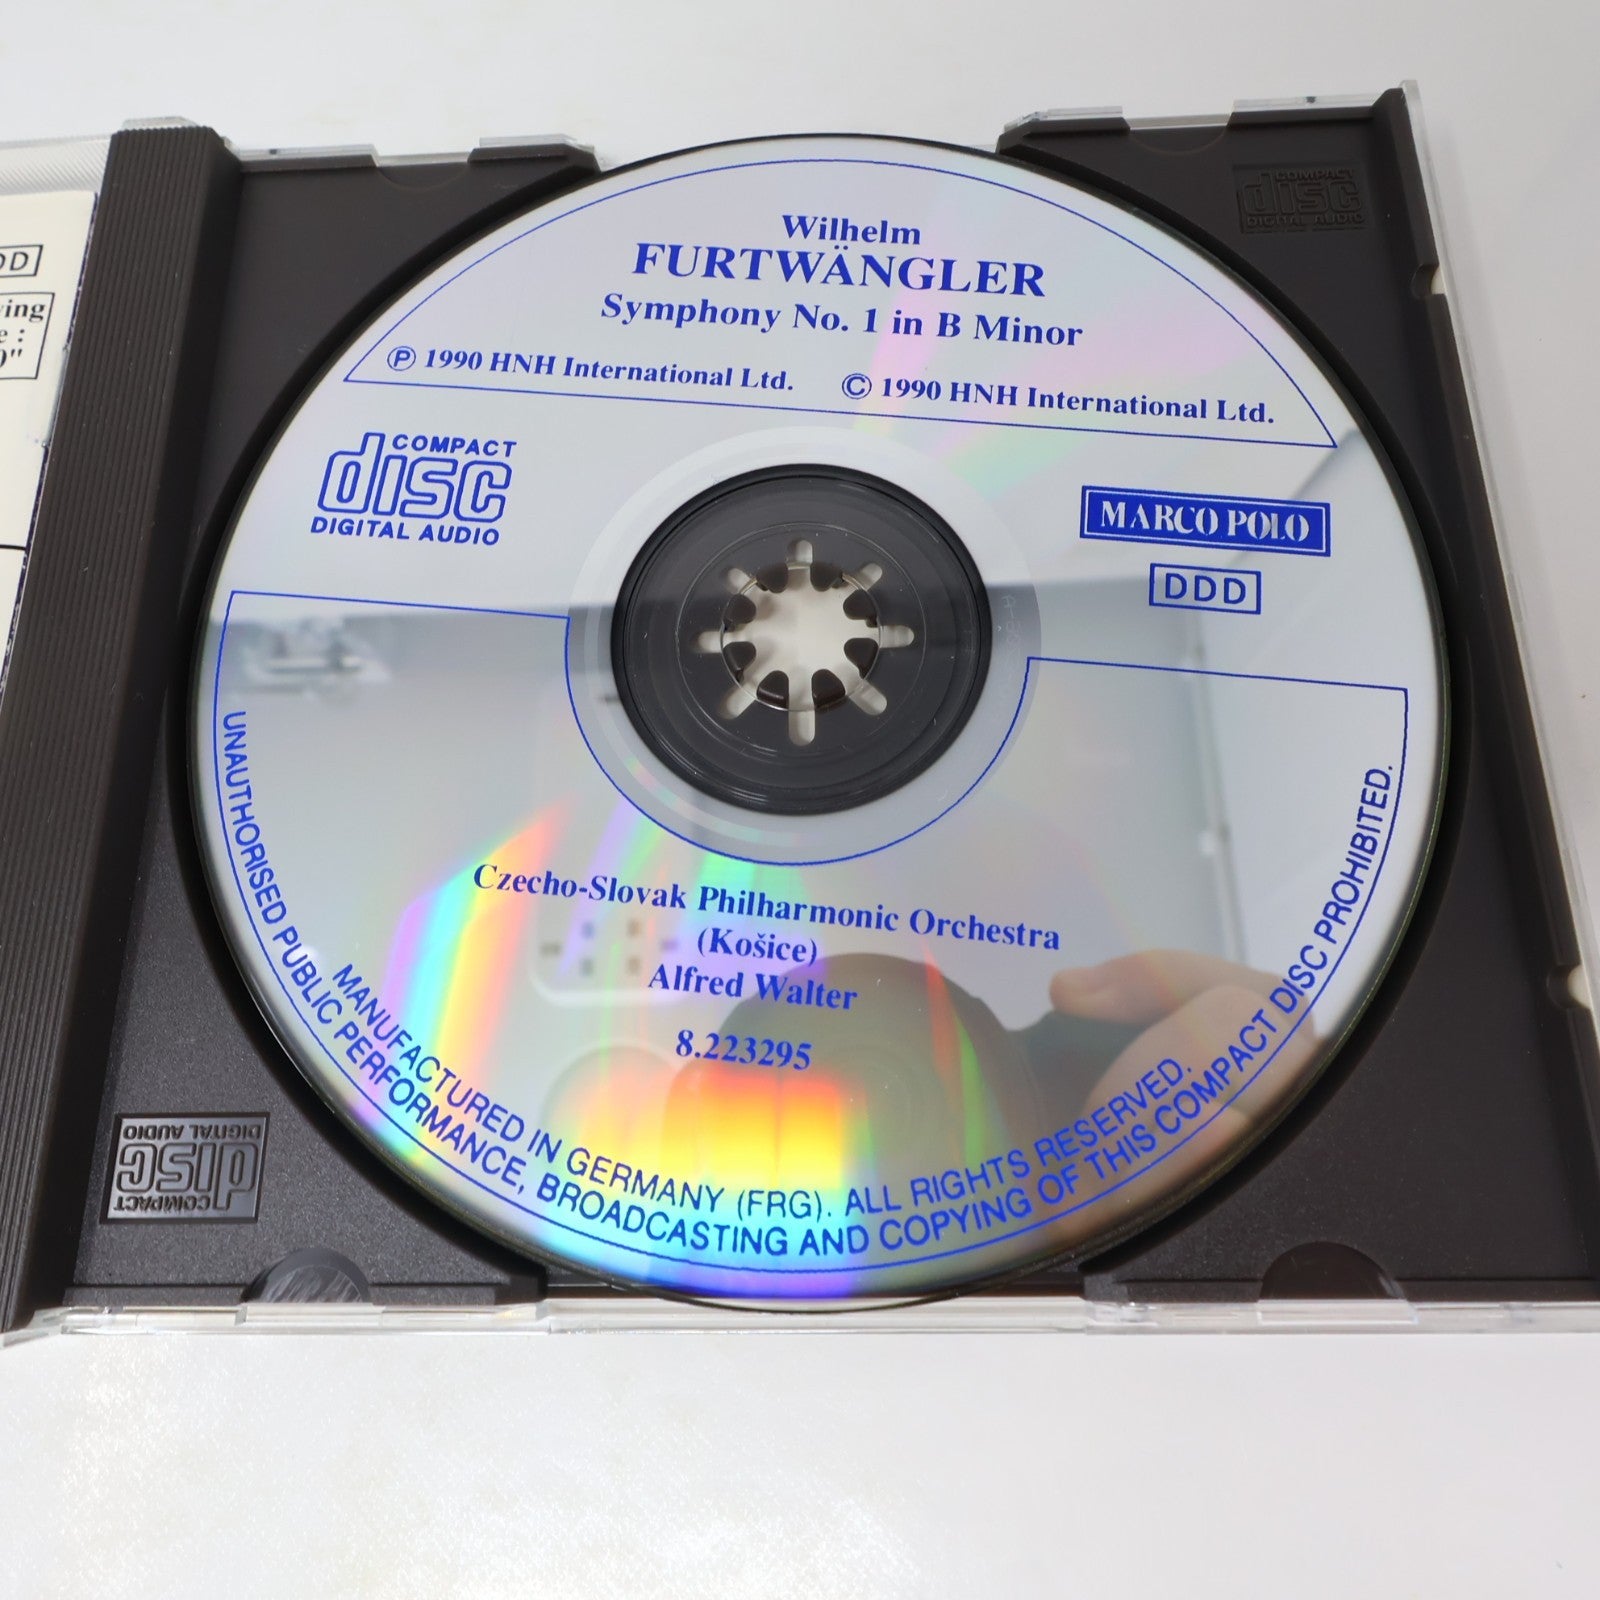 Wilhelm
FURTWÄNGLER
Symphony No. 1 in B Minor
℗ 1990 HNH International Ltd. © 1990 HNH International Ltd.
COMPACT
disc
DIGITAL AUDIO
MARCO POLO
DDD
Czecho-Slovak Philharmonic Orchestra
(Košice)
Alfred Walter
8.223295
MANUFACTURED IN GERMANY (FRG). ALL RIGHTS RESERVED.
UNAUTHORISED PUBLIC PERFORMANCE, BROADCASTING AND COPYING OF THIS COMPACT DISC PROHIBITED.
COMPACT
disc
DIGITAL AUDIO
COMPACT
disc
DIGITAL AUDIO